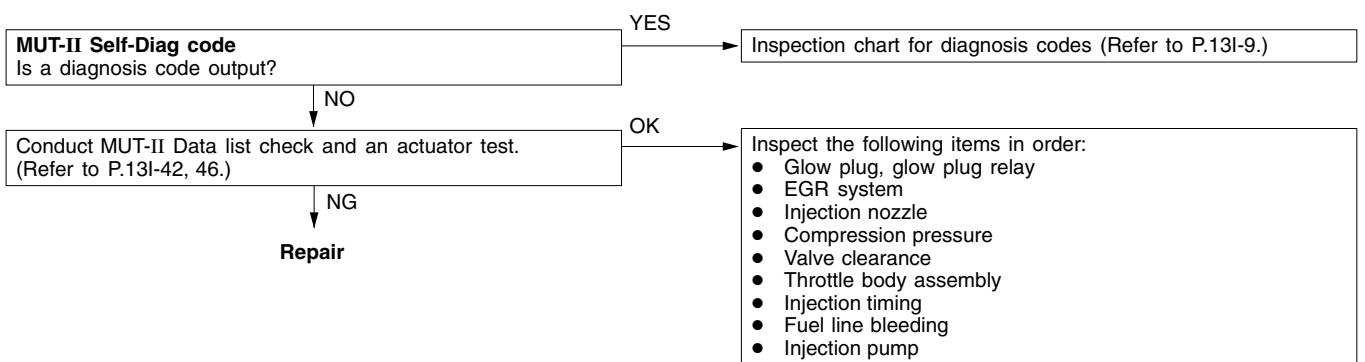 YES
MUT-II Self-Diag code
Is a diagnosis code output?
Inspection chart for diagnosis codes (Refer to P.13I-9.)
NO
OK
Conduct MUT-II Data list check and an actuator test.
(Refer to P.13I-42, 46.)
Inspect the following items in order:
● Glow plug, glow plug relay
● EGR system
● Injection nozzle
● Compression pressure
● Valve clearance
● Throttle body assembly
● Injection timing
● Fuel line bleeding
● Injection pump
NG
Repair